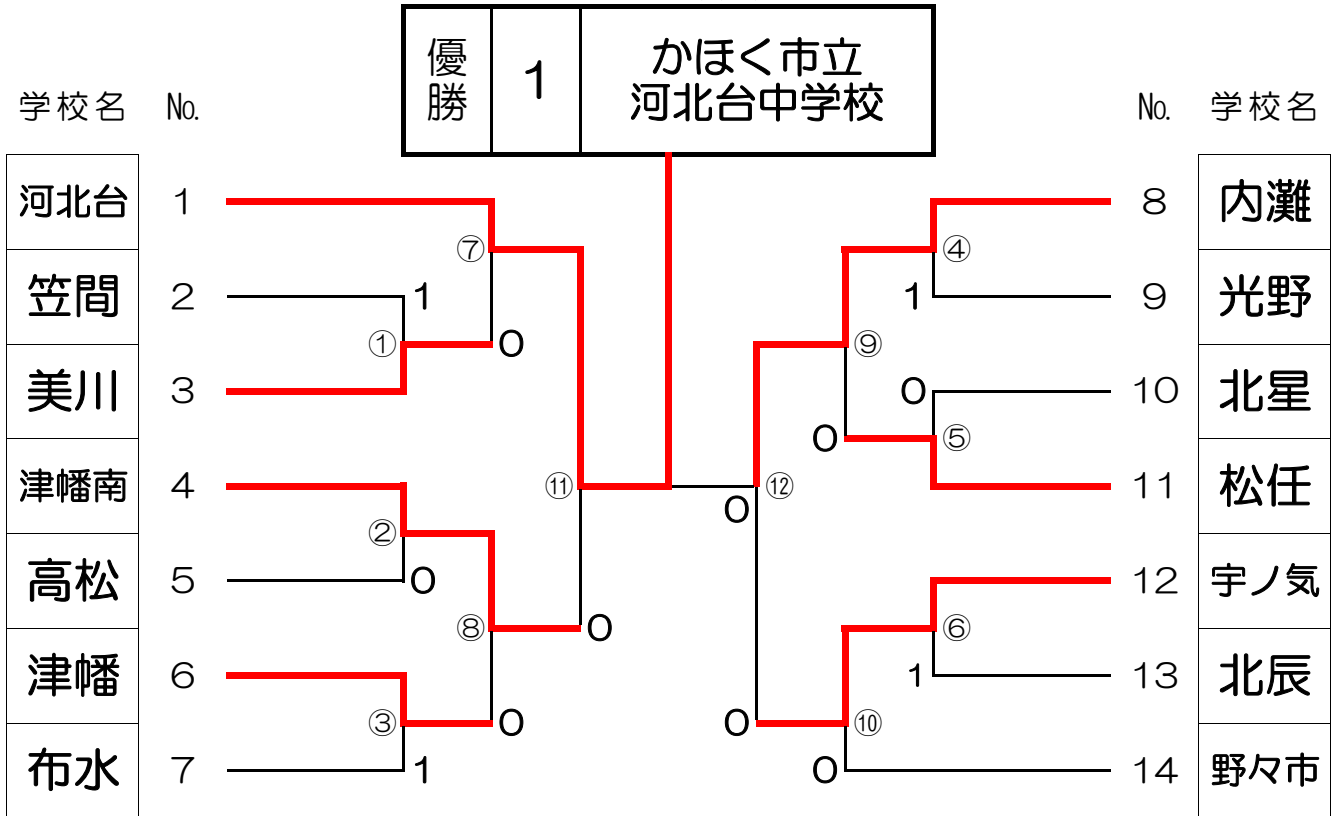 優勝
1
かほく市立
河北台中学校
学校名 No.
No. 学校名
河北台 1
⑦
笠間 2
1
①
0
美川 3
津幡南 4
②
高松 5
0
⑧
0
津幡 6
③
0
布水 7
1
⑪
⑫
0
8 内灘
④
9 光野
1
⑨
10 北星
0
⑤
0
11 松任
12 宇ノ気
⑥
13 北辰
1
⑩
0
14 野々市
0